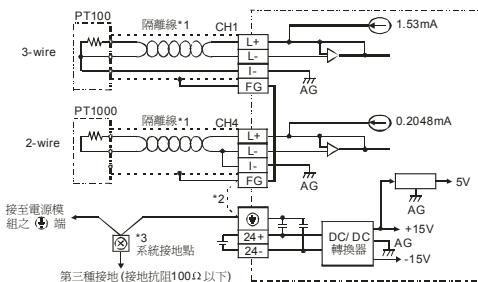 PT100
隔離線*1
CH1
1.53mA
3-wire
L+
L-
I-
FG
AG
PT1000
隔離線*1
CH4
0.2048mA
2-wire
L+
L-
I-
FG
AG
*2
5V
AG
接至電源模
組之 端
*3
系統接地點
24+
24-
DC/DC
轉換器
+15V
AG
-15V
第三種接地(接地抗阻100Ω以下)